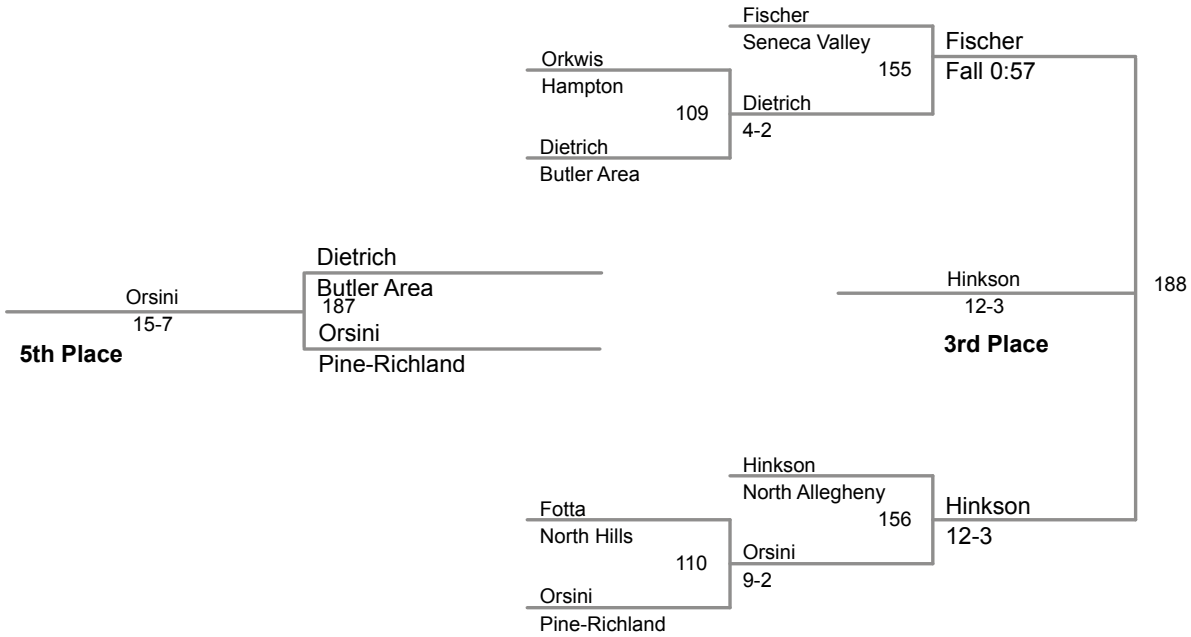 Fischer
Seneca Valley
155
Fischer
Fall 0:57
Orkwis
Hampton
109
Dietrich
4-2
Dietrich
Butler Area
Dietrich
Butler Area
187
Orsini
Pine-Richland
Orsini
15-7
5th Place
Hinkson
12-3
3rd Place
188
Hinkson
North Allegheny
156
Hinkson
12-3
Fotta
North Hills
110
Orsini
9-2
Orsini
Pine-Richland